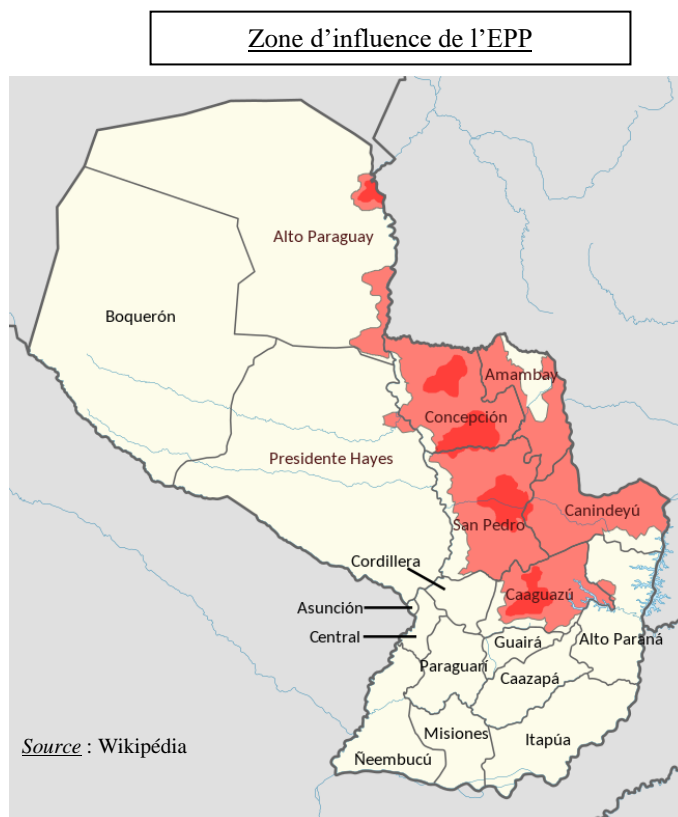 Zone d’influence de l’EPP
Alto Paraguay
Boquerón
Amambay
Concepción
Presidente Hayes
Canindeyú
San Pedro
Cordillera
Caaguazú
Asunción
Central
Guairá
Alto Paraná
Paraguarí
Caazapá
Misiones
Itapúa
Source : Wikipédia
Ñeembucú